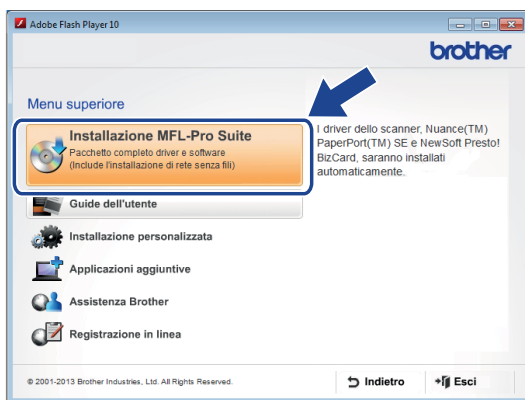 Adobe Flash Player 10
brother
Menu superiore
Installazione MFL-Pro Suite
Pacchetto completo driver e software
(Include l'installazione di rete senza fili)
I driver dello scanner, Nuance(TM)
PaperPort(TM) SE e NewSoft Presto!
BizCard, saranno installati
automaticamente.
Guide dell'utente
Installazione personalizzata
Applicazioni aggiuntive
Assistenza Brother
Registrazione in linea
© 2001-2013 Brother Industries, Ltd. All Rights Reserved.
Indietro
Esci